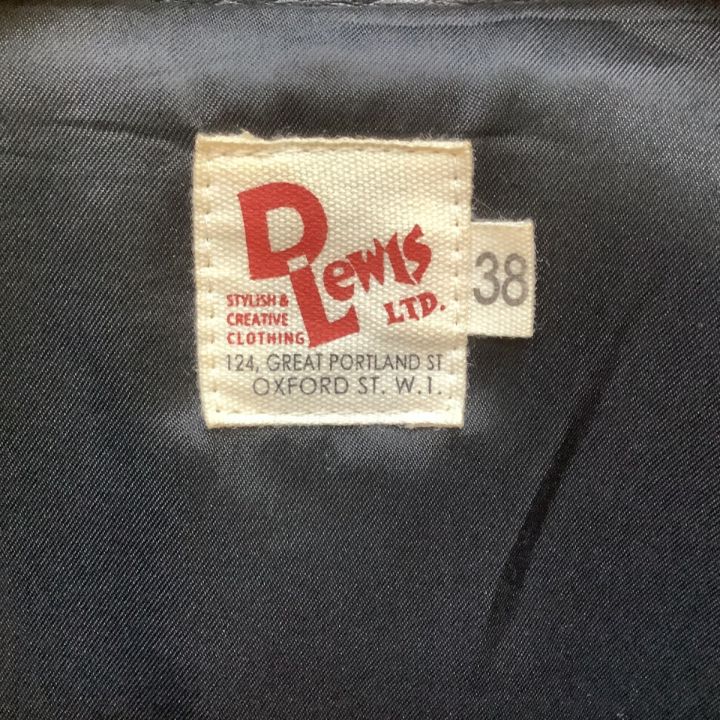 D Lewis
LTD.
STYLISH &
CREATIVE
CLOTHING
124, GREAT PORTLAND ST
OXFORD ST. W.1.
38